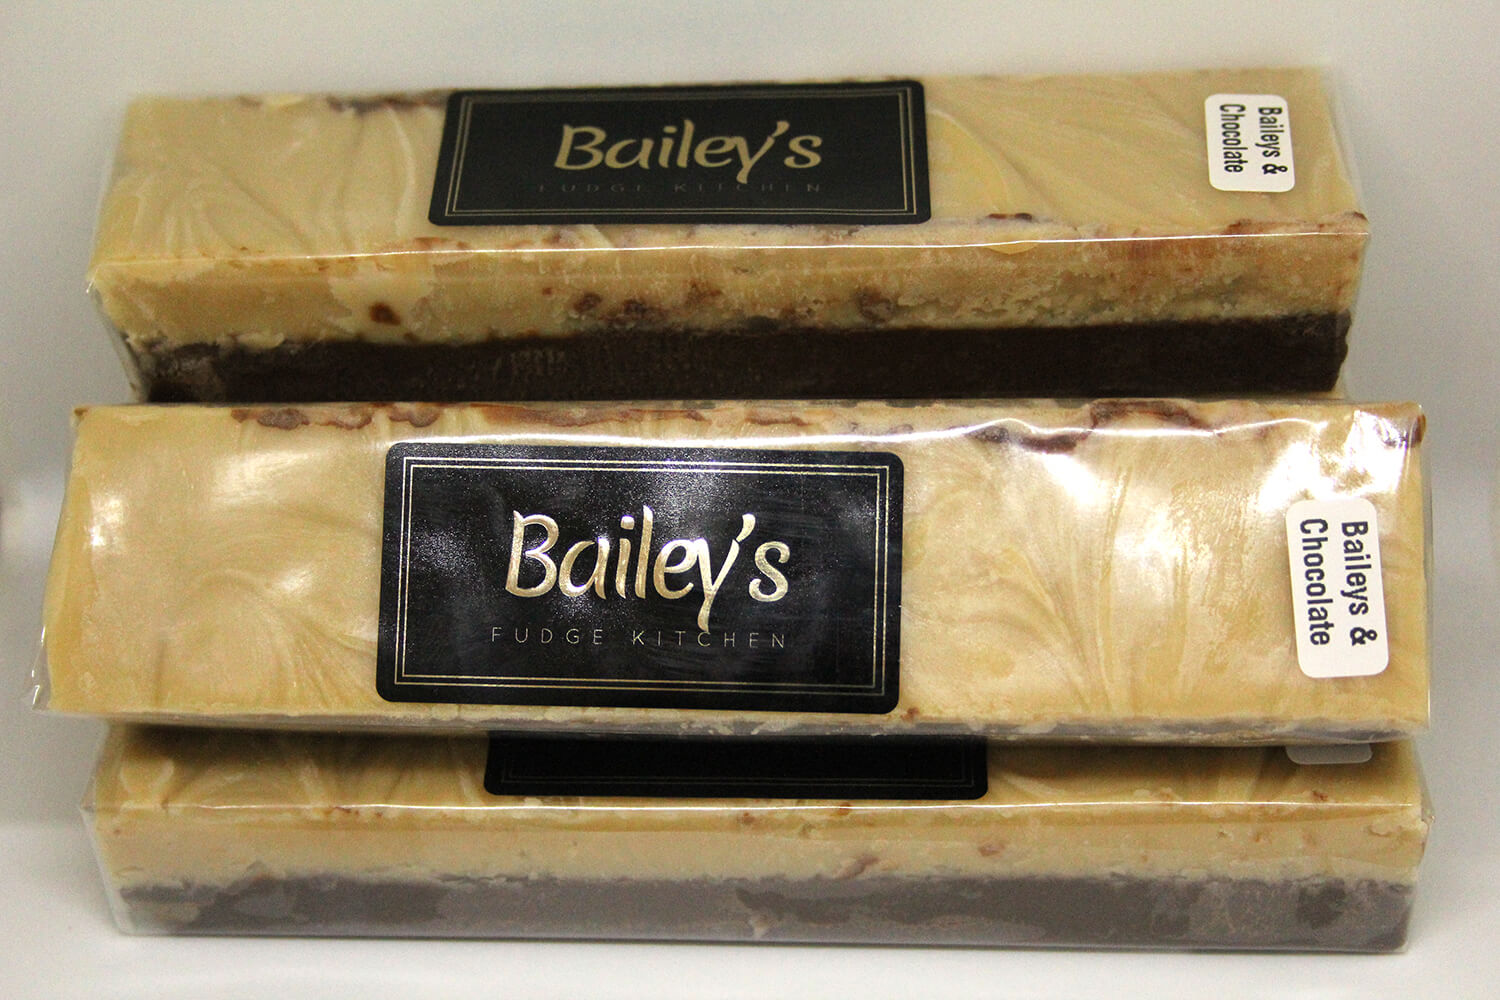 Bailey's
FUDGE KITCHEN
Baileys &
Chocolate
Bailey's
FUDGE KITCHEN
Baileys &
Chocolate